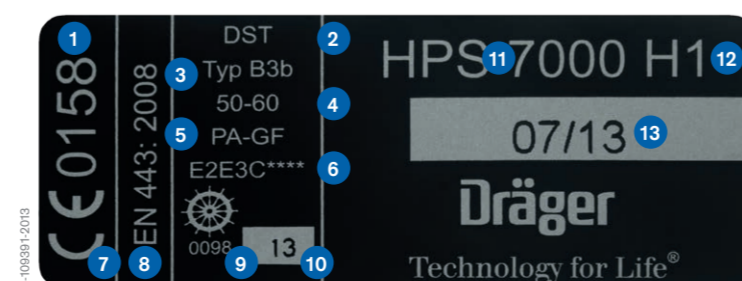 CE 0158
EN 443: 2008
DST
Typ B3b
50-60
PA-GF
E2E3C****
0098
13
HPS 7000 H1
07/13
Dräger
Technology for Life®
1
2
3
4
5
6
7
8
9
10
11
12
13
-109391-2013